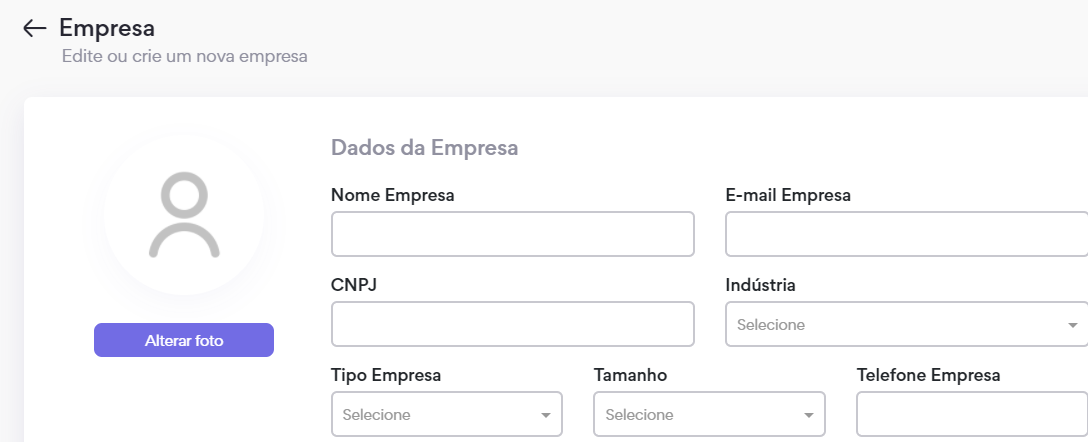 Empresa
Edite ou crie um nova empresa
Dados da Empresa
Nome Empresa
E-mail Empresa
CNPJ
Indústria
Selecione
Alterar foto
Tipo Empresa
Tamanho
Telefone Empresa
Selecione
Selecione